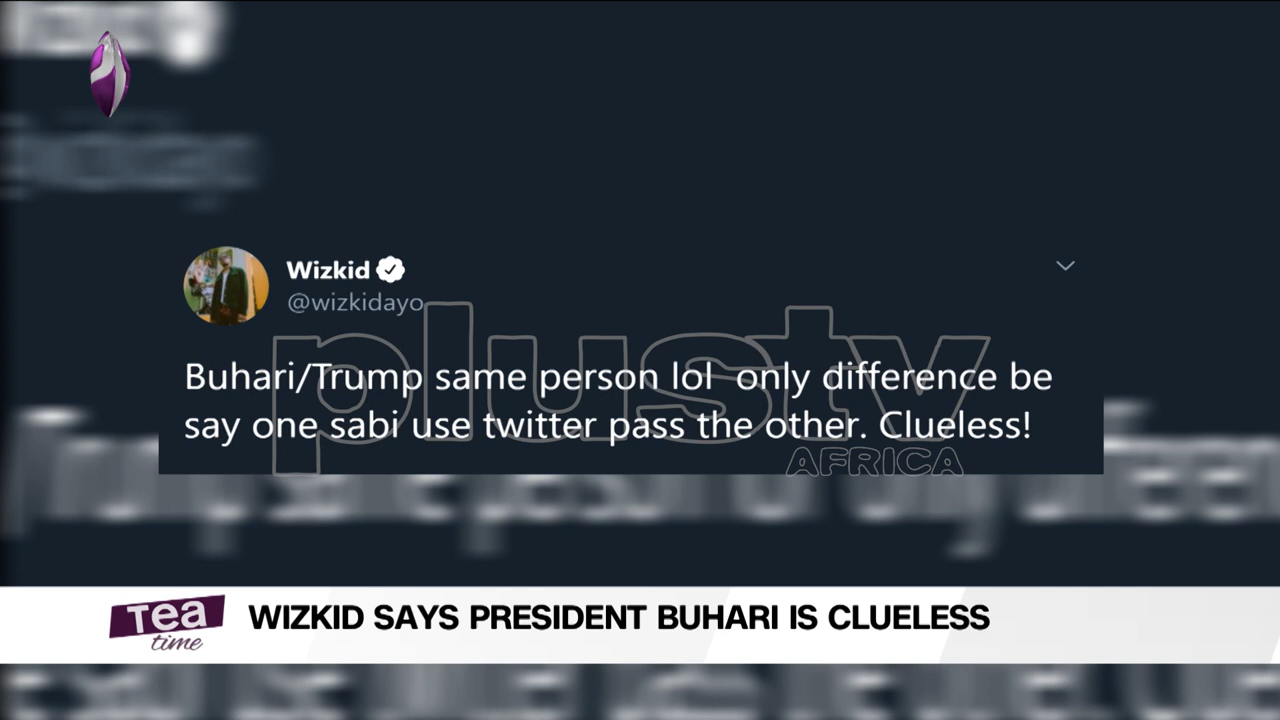 Wizkid
@wizkidayo
Buhari/Trump same person lol only difference be
say one sabi use twitter pass the other. Clueless!
plustv
AFRICA
Tea
time
WIZKID SAYS PRESIDENT BUHARI IS CLUELESS